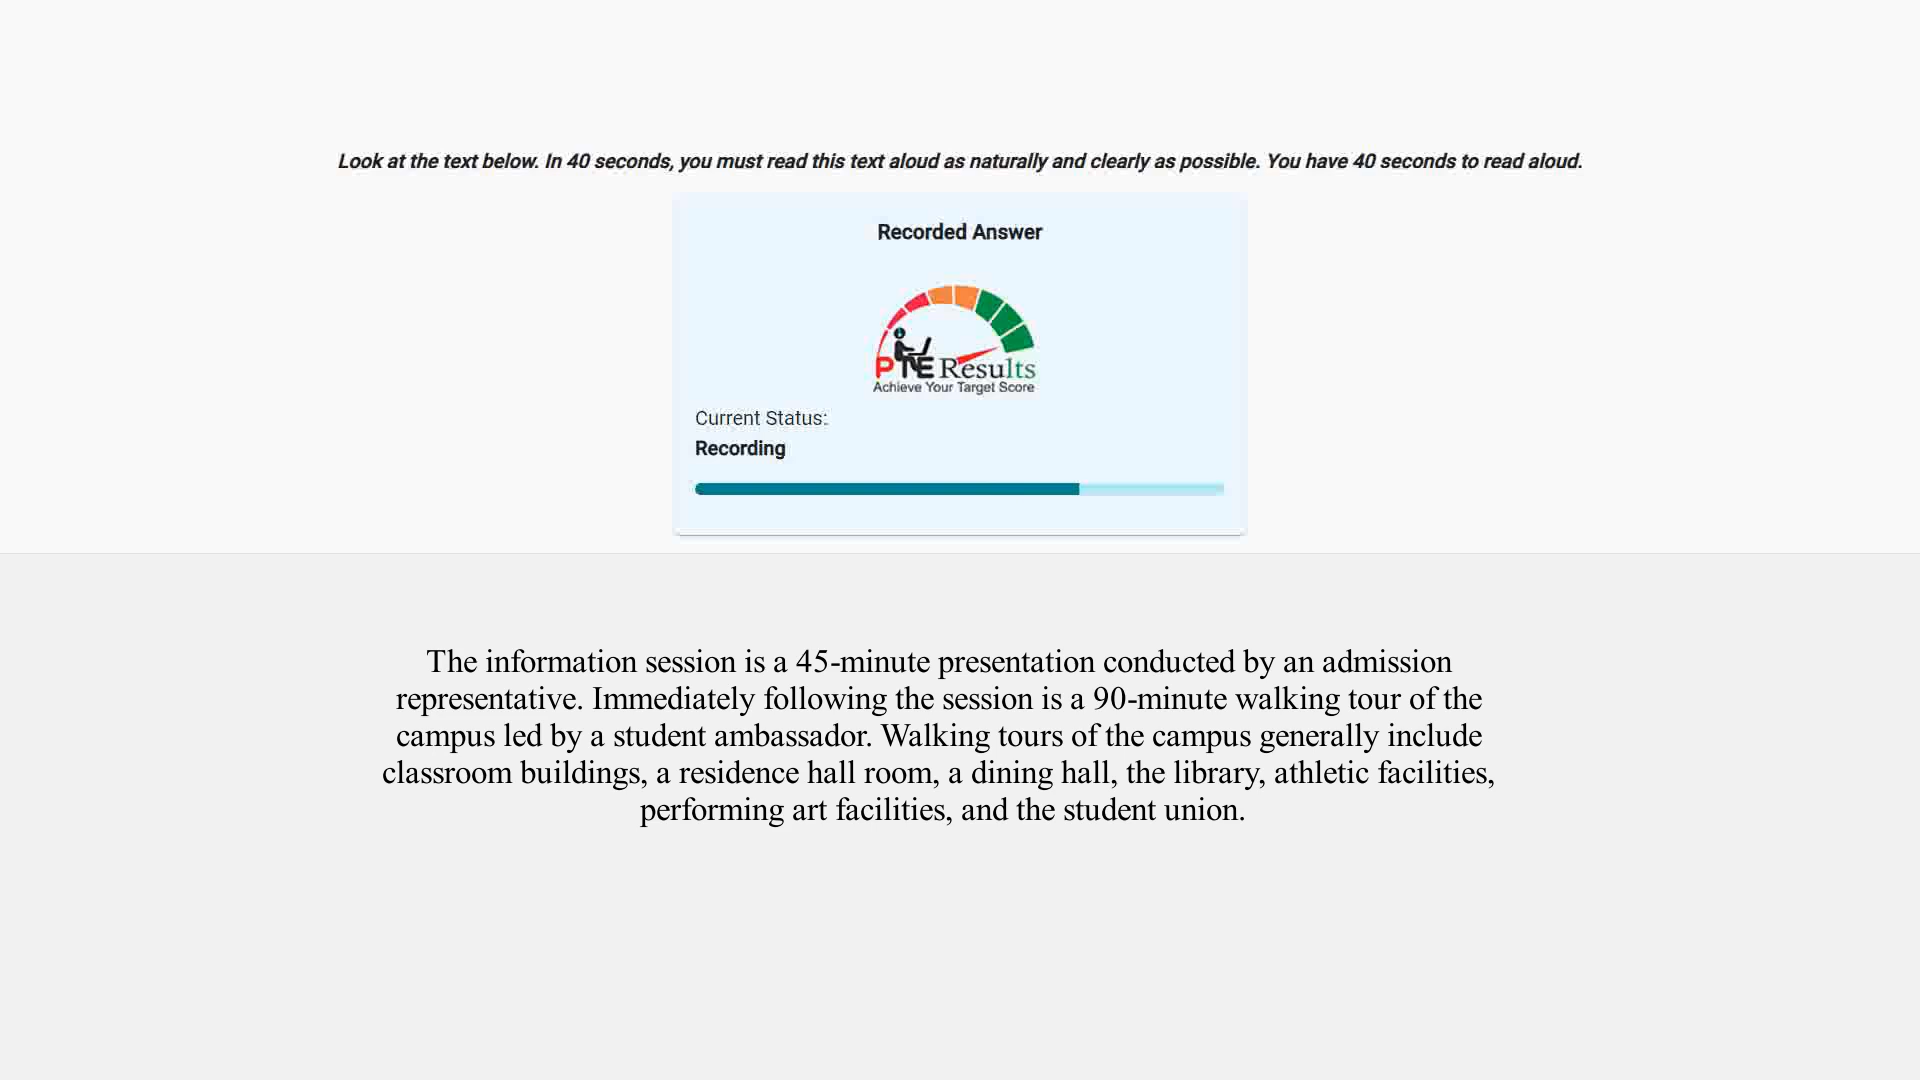 Look at the text below. In 40 seconds, you must read this text aloud as naturally and clearly as possible. You have 40 seconds to read aloud.
Recorded Answer
PTE Results
Achieve Your Target Score
Current Status:
Recording
The information session is a 45-minute presentation conducted by an admission
representative. Immediately following the session is a 90-minute walking tour of the
campus led by a student ambassador. Walking tours of the campus generally include
classroom buildings, a residence hall room, a dining hall, the library, athletic facilities,
performing art facilities, and the student union.